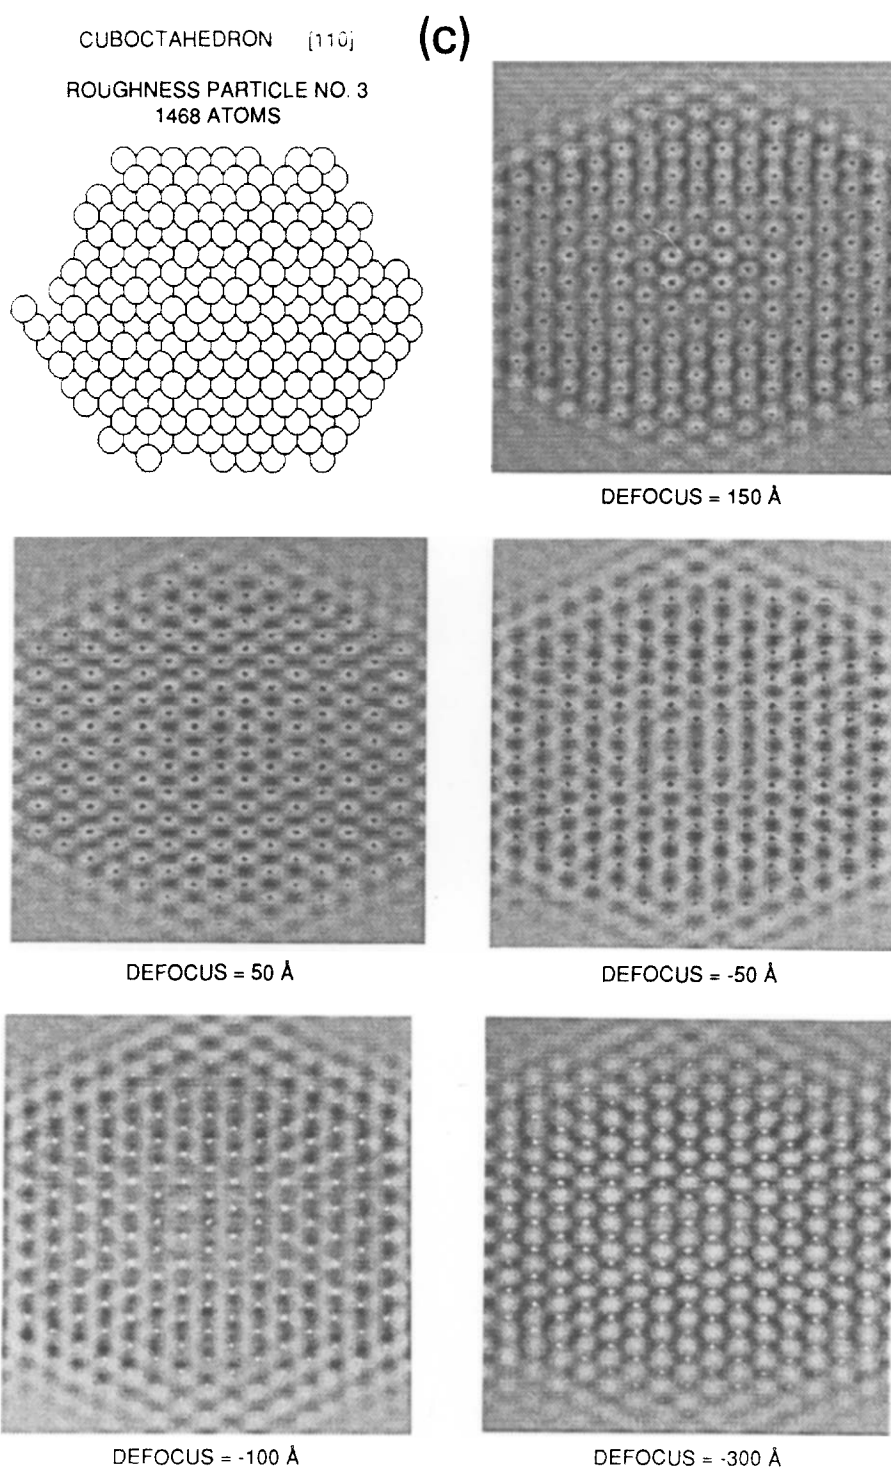 CUBOCTAHEDRON [110]
(c)
ROUGHNESS PARTICLE NO. 3
1468 ATOMS
DEFOCUS = 150 Å
DEFOCUS = 50 Å
DEFOCUS = -50 Å
DEFOCUS = -100 Å
DEFOCUS = -300 Å